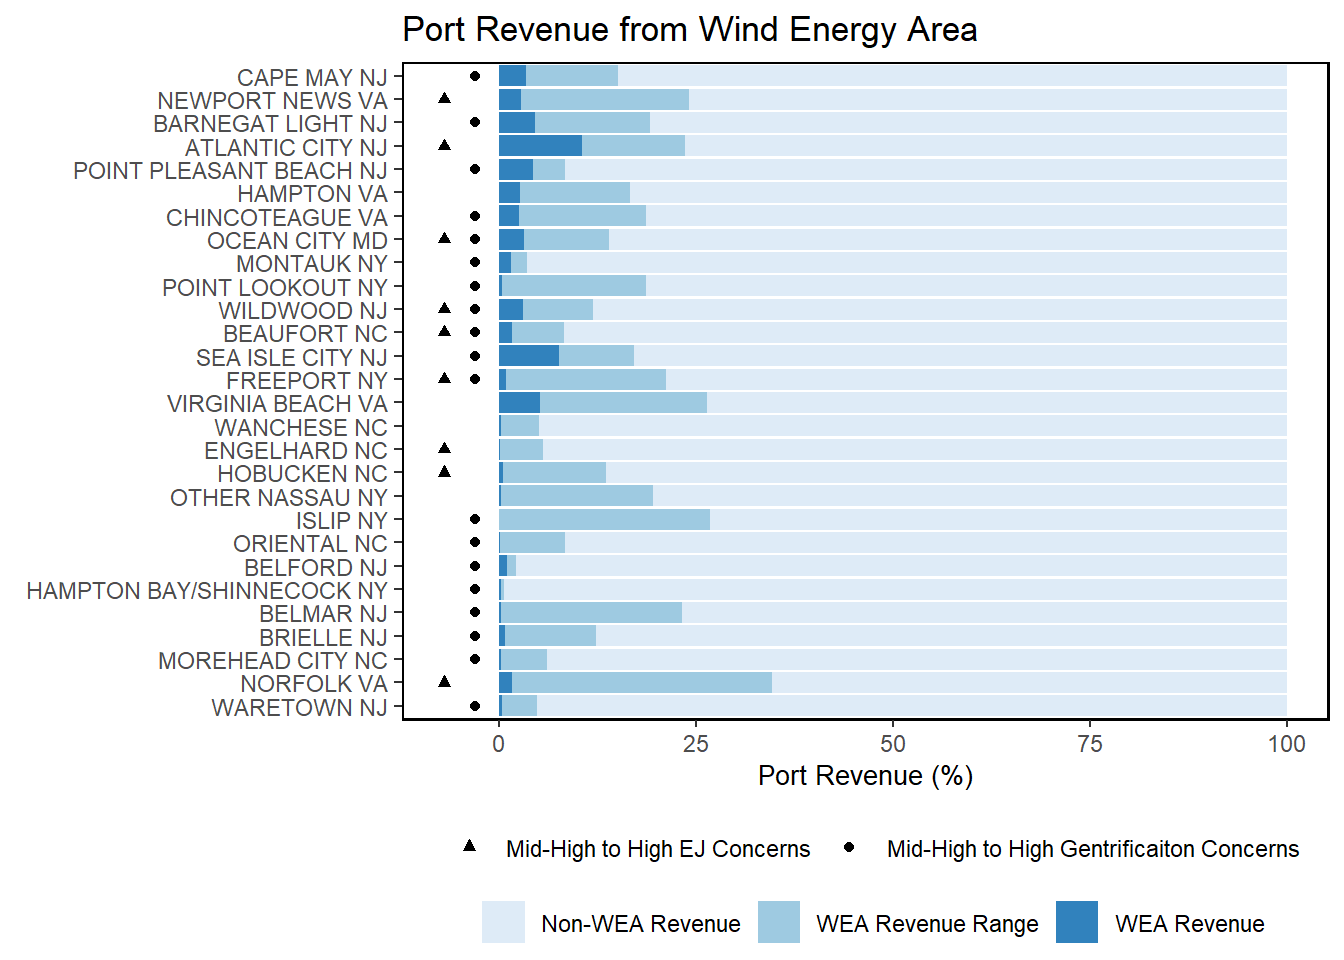 Port Revenue from Wind Energy Area
CAPE MAY NJ
NEWPORT NEWS VA
BARNEGAT LIGHT NJ
ATLANTIC CITY NJ
POINT PLEASANT BEACH NJ
HAMPTON VA
CHINCOTEAGUE VA
OCEAN CITY MD
MONTAUK NY
POINT LOOKOUT NY
WILDWOOD NJ
BEAUFORT NC
SEA ISLE CITY NJ
FREEPORT NY
VIRGINIA BEACH VA
WANCHESE NC
ENGELHARD NC
HOBUCKEN NC
OTHER NASSAU NY
ISLIP NY
ORIENTAL NC
BELFORD NJ
HAMPTON BAY/SHINNECOCK NY
BELMAR NJ
BRIELLE NJ
MOREHEAD CITY NC
NORFOLK VA
WARETOWN NJ
0 25 50 75 100
Port Revenue (%)
Mid-High to High EJ Concerns Mid-High to High Gentrificaiton Concerns
Non-WEA Revenue WEA Revenue Range WEA Revenue